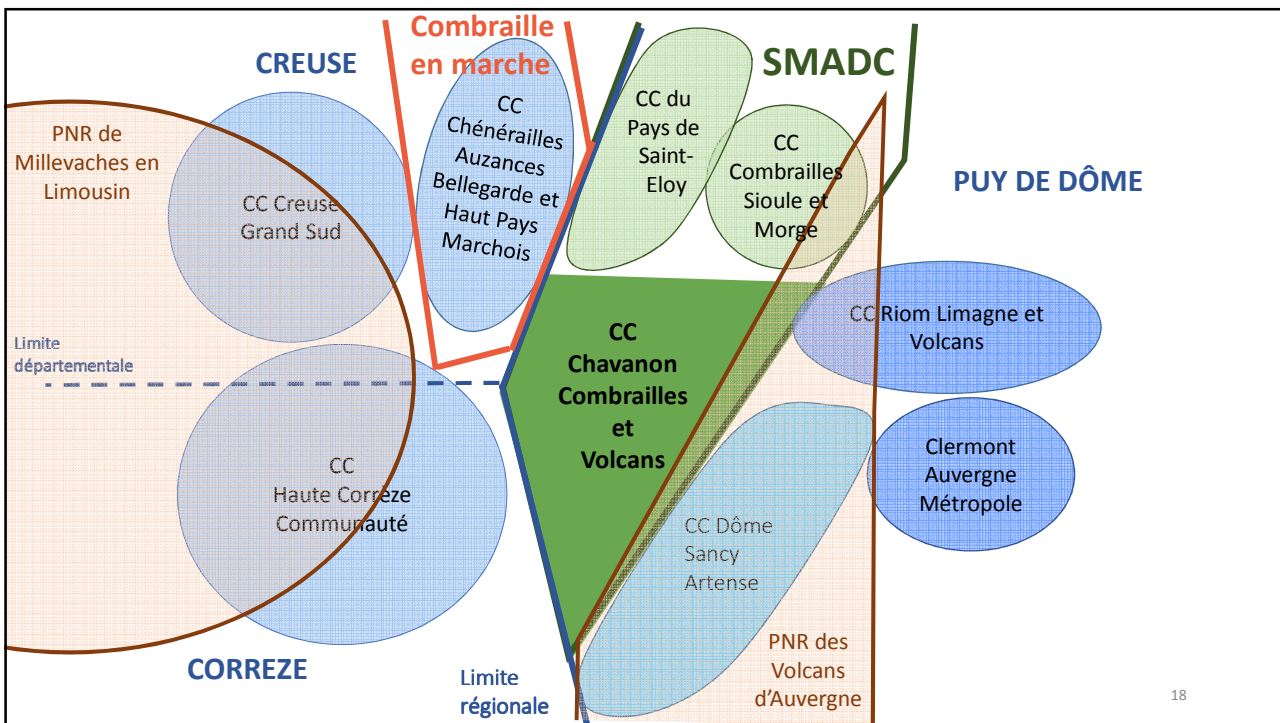 Combraille
en marche
CREUSE
SMADC
PNR de
Millevaches en
Limousin
CC
Chénérailles
Auzances
Bellegarde et
Haut Pays
Marchois
CC du
Pays de
Saint-
Eloy
CC
Combrailles
Sioule et
Morge
PUY DE DÔME
CC Creuse
Grand Sud
Limite
départementale
CC
Chavanon
Combrailles
et
Volcans
CC Riom Limagne et
Volcans
CC
Haute Corrèze
Communauté
Clermont
Auvergne
Métropole
CC Dôme
Sancy
Artense
CORREZE
Limite
régionale
PNR des
Volcans
d'Auvergne
18